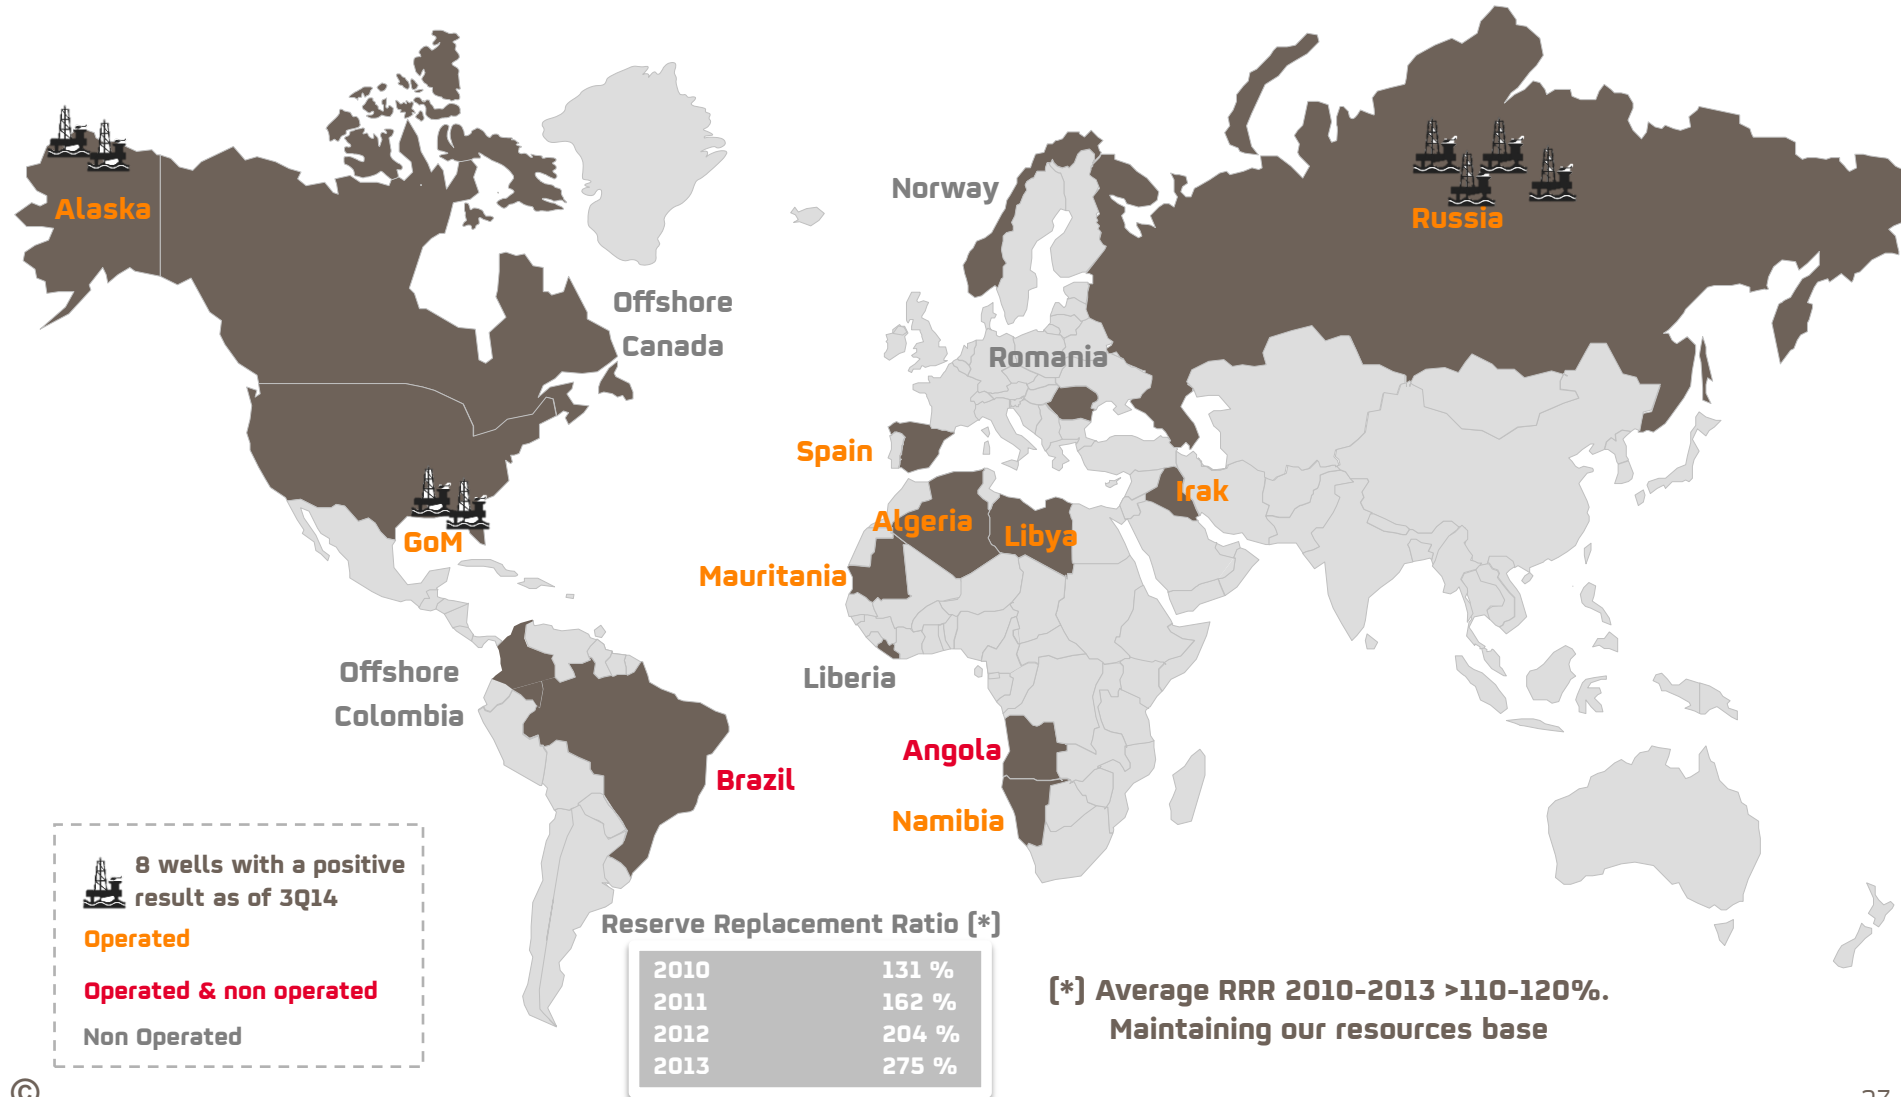 Alaska
Norway
Russia
Offshore
Canada
Romania
Spain
Irak
Algeria
Libya
GoM
Mauritania
Offshore
Colombia
Liberia
Angola
Brazil
Namibia
8 wells with a positive
result as of 3Q14
Operated
Operated & non operated
Non Operated
Reserve Replacement Ratio (*)
2010 131 %
2011 162 %
2012 204 %
2013 275 %
(*) Average RRR 2010-2013 >110-120%.
Maintaining our resources base
©